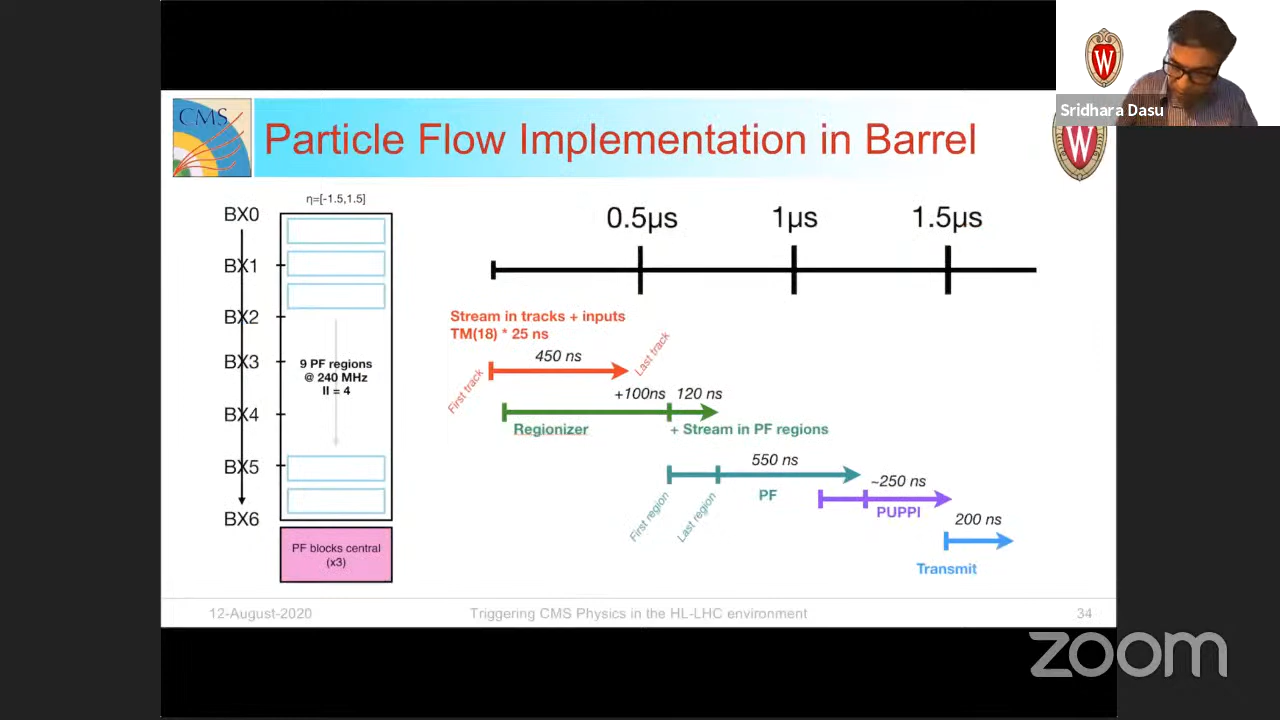 W
Sridhara Dasu
CMS
Particle Flow Implementation in Barrel
W
η=[-1.5,1.5]
BX0
BX1
BX2
BX3
BX4
BX5
BX6
9 PF regions
@ 240 MHz
II = 4
PF blocks central
(x3)
0.5μs 1μs 1.5μs
Stream in tracks + inputs
TM(18) * 25 ns
450 ns
First track
Last track
+100ns 120 ns
Regionizer + Stream in PF regions
550 ns
PF
First region
Last region
~250 ns
PUPPI
200 ns
Transmit
12-August-2020 Triggering CMS Physics in the HL-LHC environment 34
zoom